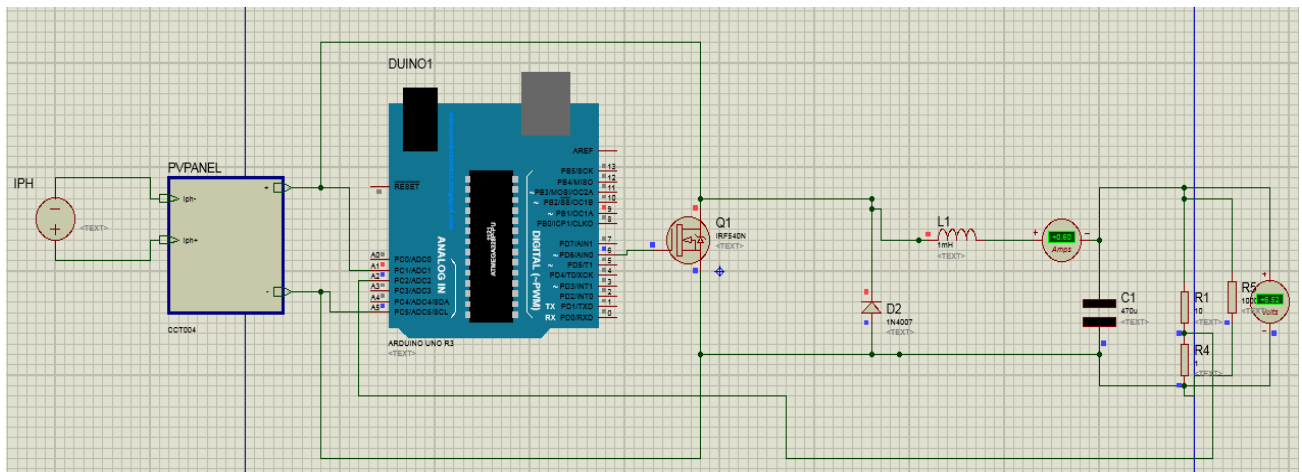 IPH
<TEXT>
PVPANEL
Iph-
Iph+
+
-
CCT004
DUINO1
RESET
AREF
13
PB5/SCK
12
PB4/MISO
11
~ PB3/MOSI/OC2A
10
~ PB2/SS/OC1B
9
~ PB1/OC1A
8
PB0/ICP1/CLKO
7
PD7/AIN1
6
~ PD6/AIN0
5
~ PD5/T1
4
PD4/T0/XCK
3
~ PD3/INT1
2
PD2/INT0
1
TX PD1/TXD
0
RX PD0/RXD
DIGITAL (~PWM)
ANALOG IN
A0 PC0/ADC0
A1 PC1/ADC1
A2 PC2/ADC2
A3 PC3/ADC3
A4 PC4/ADC4/SDA
A5 PC5/ADC5/SCL
ARDUINO UNO R3
<TEXT>
Q1
IRF540N
<TEXT>
D2
1N4007
<TEXT>
L1
1mH
<TEXT>
+ -
+0.60
Amps
C1
470u
<TEXT>
R1
10
<TEXT>
R4
1
<TEXT>
R5
<TEXT>
+
+6.52
Volts
-